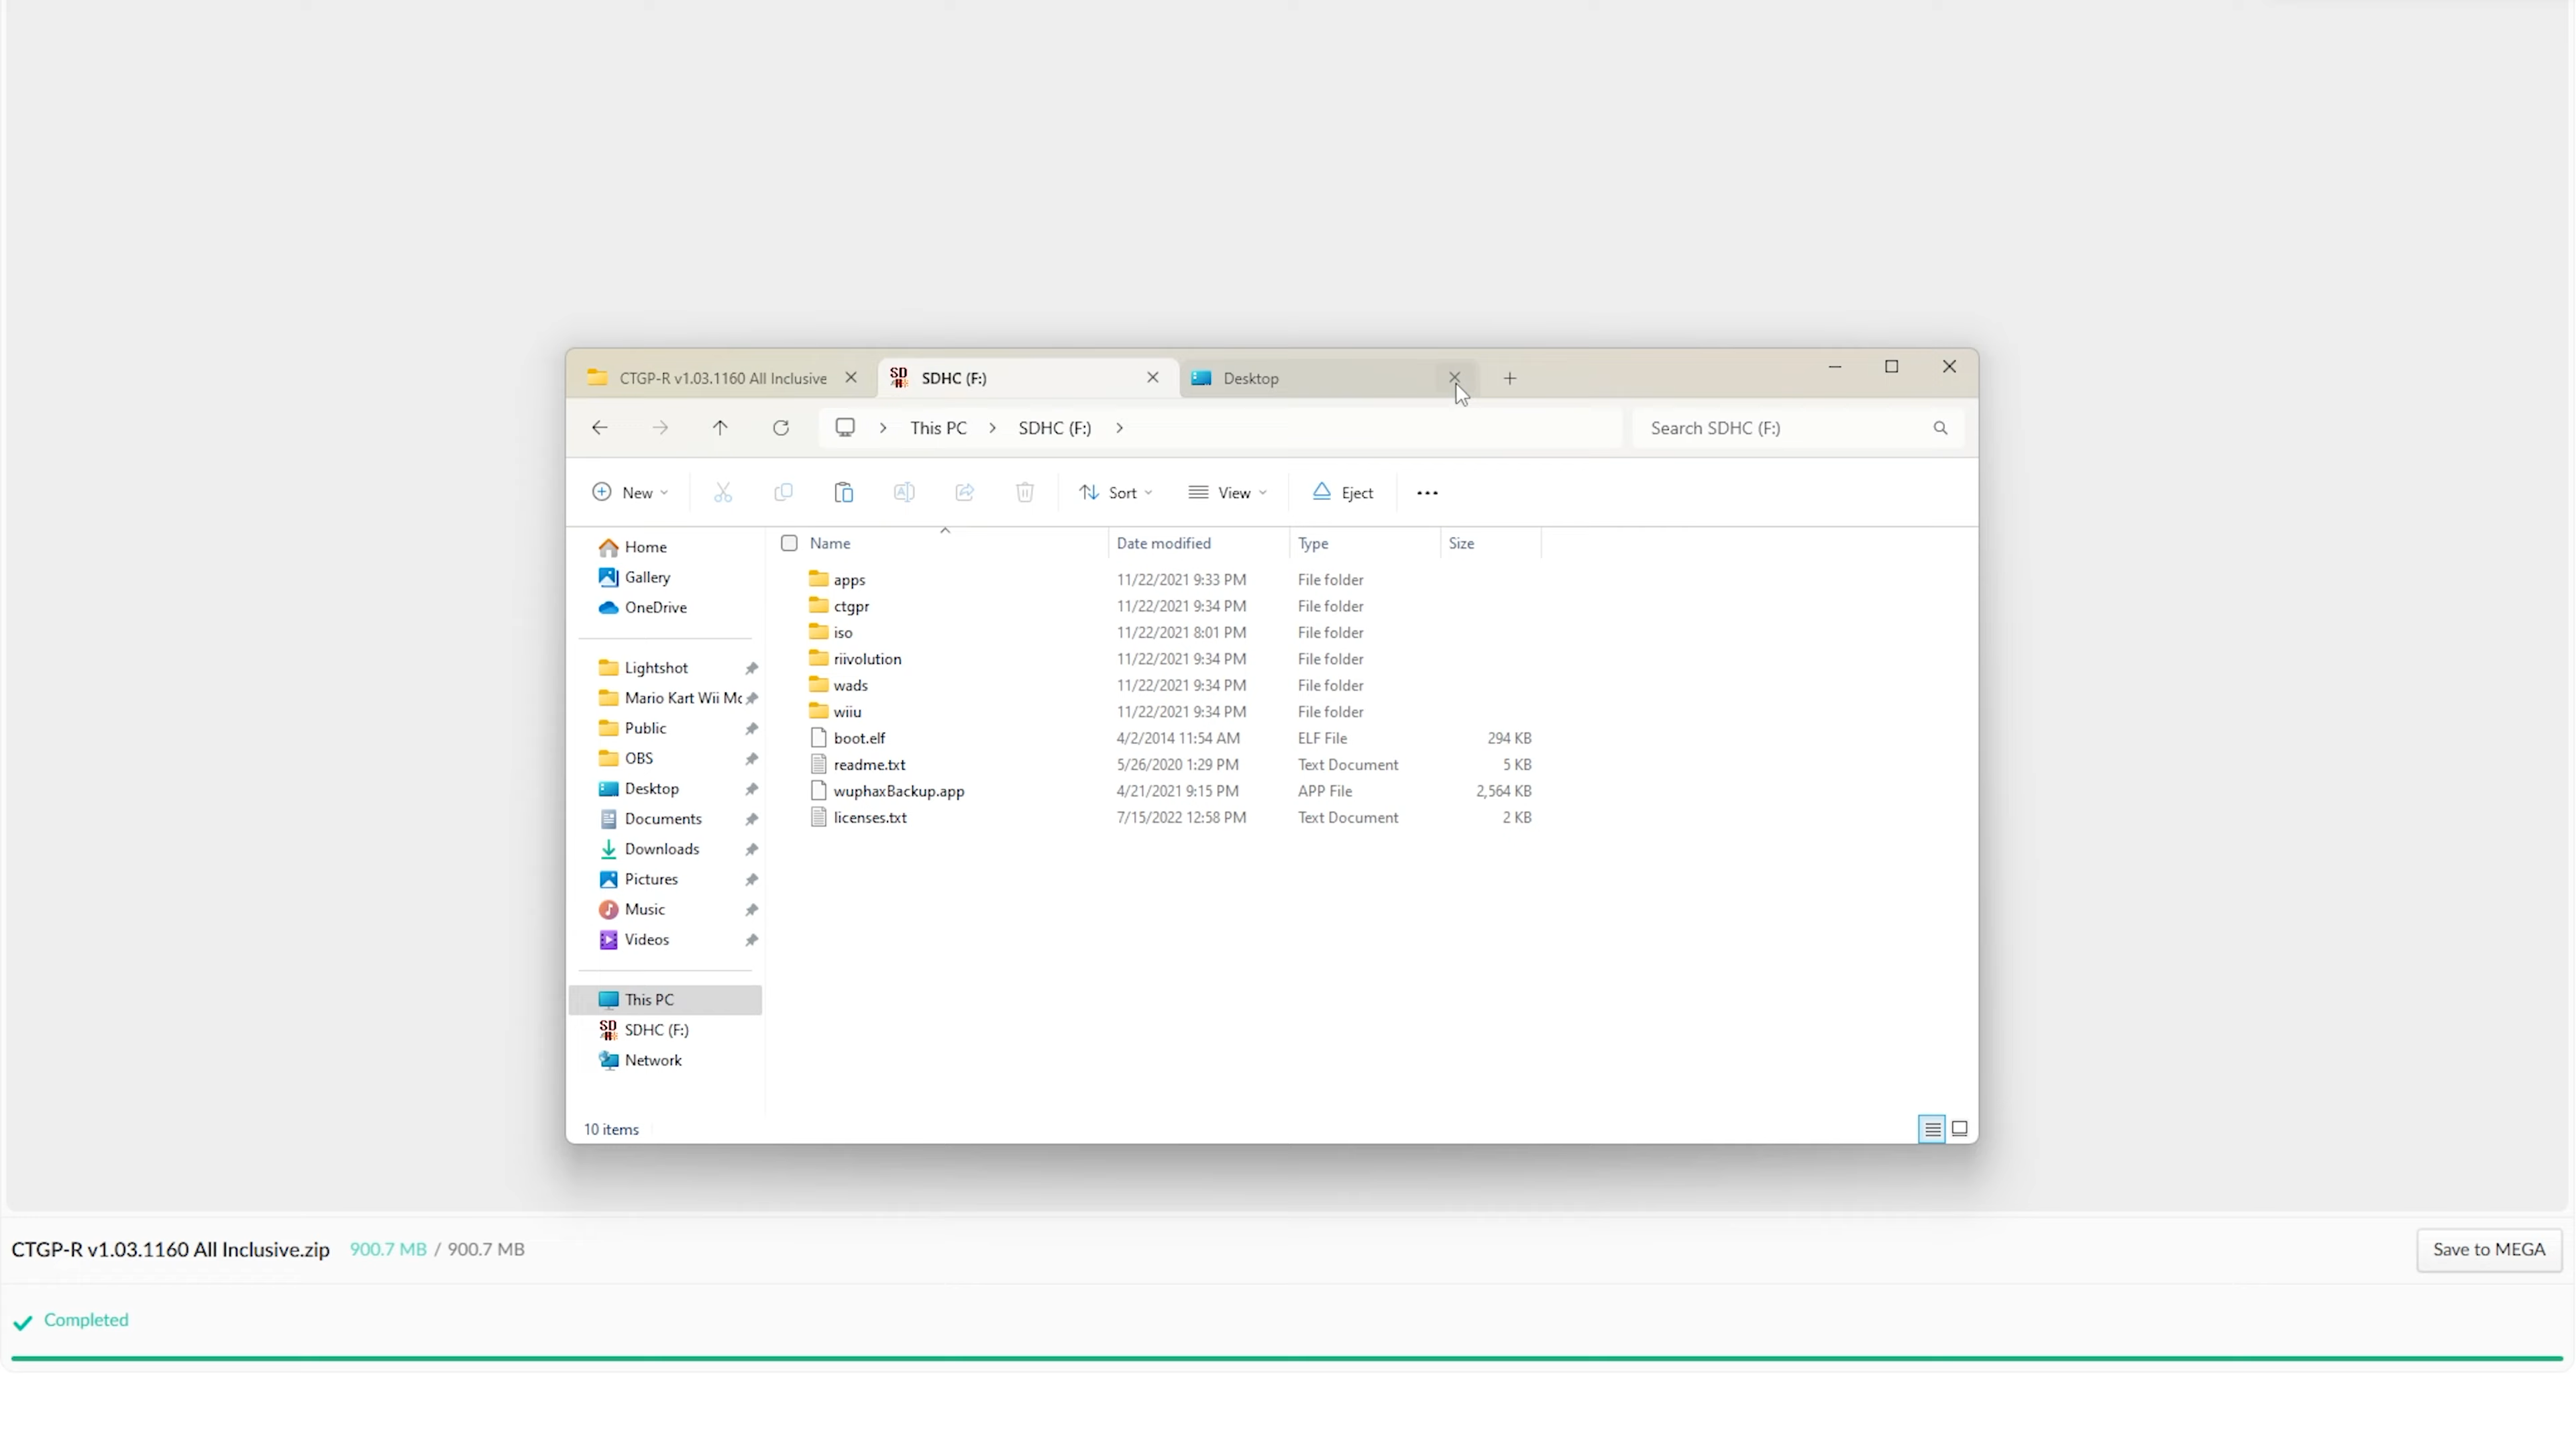 CTGP-R v1.03.1160 All Inclusive
SDHC (F:)
Desktop
This PC
SDHC (F:)
Search SDHC (F:)
New
Sort
View
Eject
Home
Gallery
OneDrive
Lightshot
Mario Kart Wii Mc
Public
OBS
Desktop
Documents
Downloads
Pictures
Music
Videos
This PC
SDHC (F:)
Network
Name Date modified Type Size
apps 11/22/2021 9:33 PM File folder
ctgpr 11/22/2021 9:34 PM File folder
iso 11/22/2021 8:01 PM File folder
riivolution 11/22/2021 9:34 PM File folder
wads 11/22/2021 9:34 PM File folder
wiiu 11/22/2021 9:34 PM File folder
boot.elf 4/2/2014 11:54 AM ELF File 294 KB
readme.txt 5/26/2020 1:29 PM Text Document 5 KB
wuphaxBackup.app 4/21/2021 9:15 PM APP File 2,564 KB
licenses.txt 7/15/2022 12:58 PM Text Document 2 KB
10 items
CTGP-R v1.03.1160 All Inclusive.zip 900.7 MB / 900.7 MB
Save to MEGA
Completed